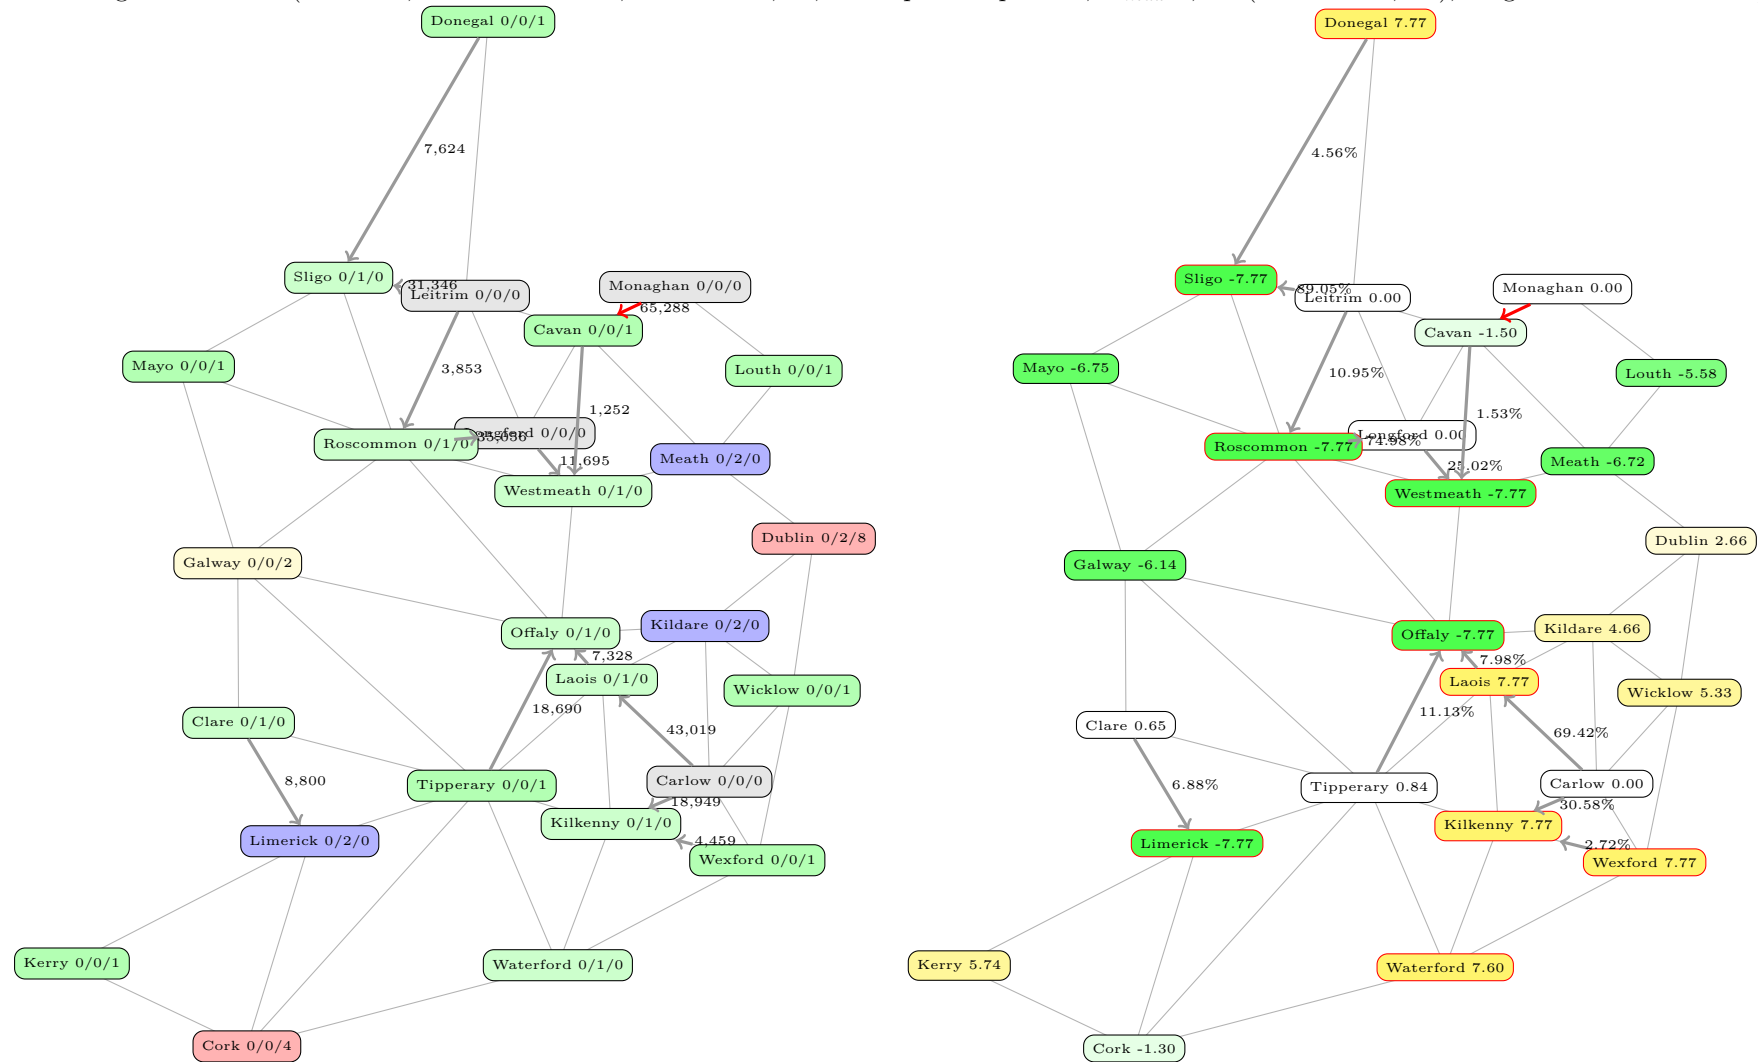 Donegal 0/0/1
7,624
Sligo 0/1/0
31,346
Leitrim 0/0/0
Monaghan 0/0/0
65,288
Cavan 0/0/1
Mayo 0/0/1
3,853
Louth 0/0/1
1,252
Roscommon 0/1/0
Longford 0/0/0
35,056
11,695
Meath 0/2/0
Westmeath 0/1/0
Dublin 0/2/8
Galway 0/0/2
Offaly 0/1/0
Kildare 0/2/0
7,328
Laois 0/1/0
Wicklow 0/0/1
18,690
Clare 0/1/0
43,019
8,800
Tipperary 0/0/1
Carlow 0/0/0
18,949
Kilkenny 0/1/0
Limerick 0/2/0
4,459
Wexford 0/0/1
Kerry 0/0/1
Waterford 0/1/0
Cork 0/0/4
Donegal 7.77
4.56%
Sligo -7.77
89.05%
Leitrim 0.00
Monaghan 0.00
Cavan -1.50
Mayo -6.75
10.95%
Louth -5.58
1.53%
Roscommon -7.77
Longford 0.00
74.98%
25.02%
Meath -6.72
Westmeath -7.77
Dublin 2.66
Galway -6.14
Offaly -7.77
Kildare 4.66
7.98%
Laois 7.77
Wicklow 5.33
11.13%
Clare 0.65
69.42%
6.88%
Tipperary 0.84
Carlow 0.00
30.58%
Kilkenny 7.77
Limerick -7.77
2.72%
Wexford 7.77
Kerry 5.74
Waterford 7.60
Cork -1.30